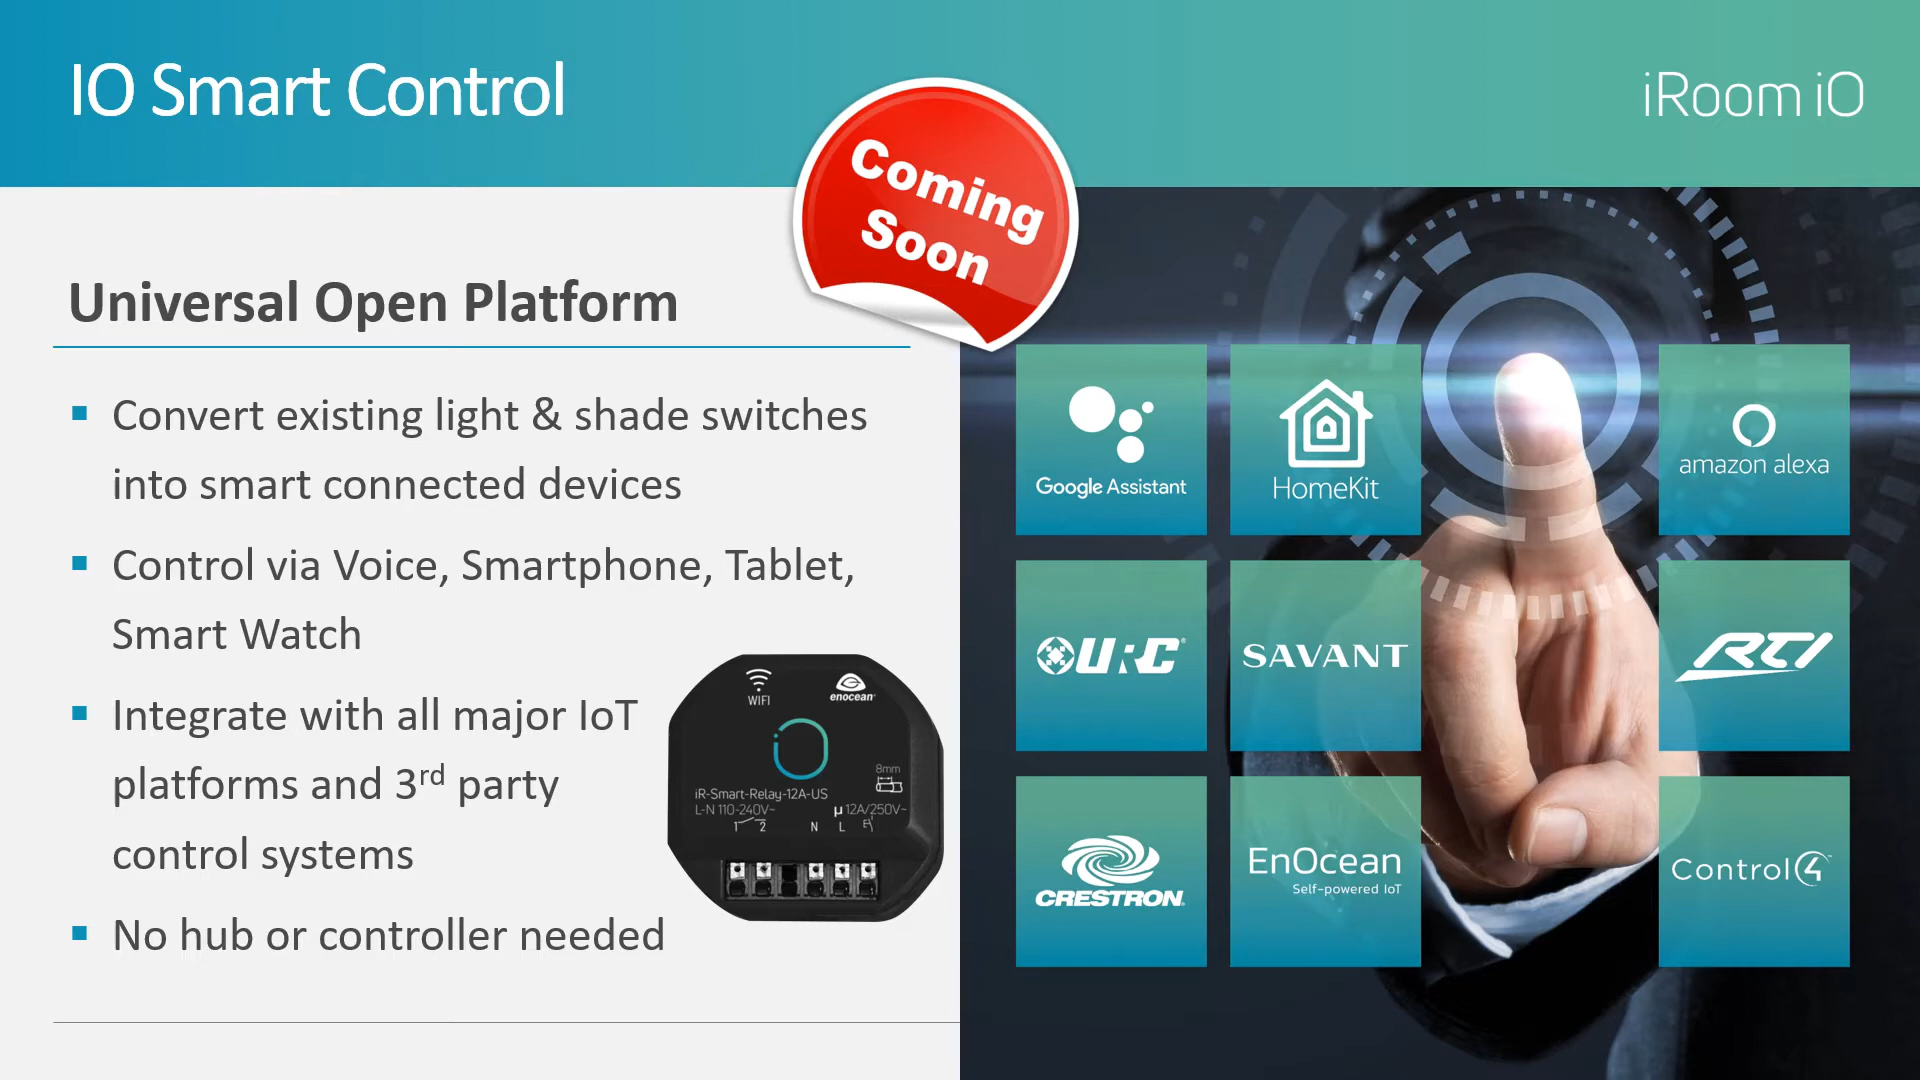 IO Smart Control
iRoom iO
Coming
Soon
Universal Open Platform
Convert existing light & shade switches
into smart connected devices
Control via Voice, Smartphone, Tablet,
Smart Watch
Integrate with all major IoT
platforms and 3rd party
control systems
No hub or controller needed
WIFI
enocean
8mm
iR-Smart-Relay-12A-US
L-N 110-240V~
µ 12A/250V~
1 2 N L
Google Assistant
HomeKit
amazon alexa
URC
SAVANT
RTI
CRESTRON
EnOcean
Self-powered IoT
Control4